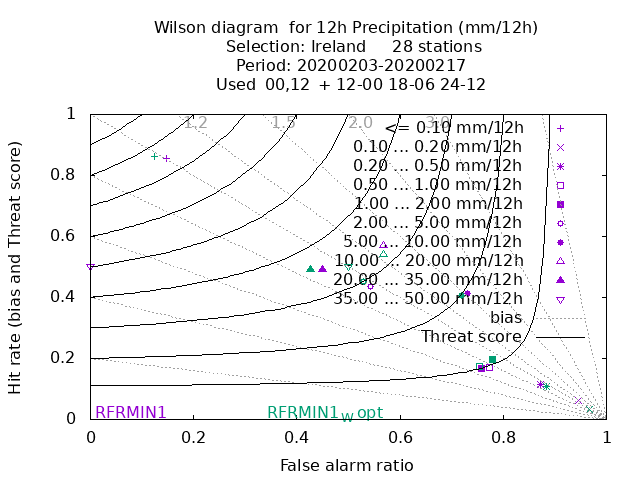 Wilson diagram  for 12h Precipitation (mm/12h)
Selection: Ireland     28 stations
Period: 20200203-20200217
Used  00,12  + 12-00 18-06 24-12
1.2 1.5 2.0 3.0
<= 0.10 mm/12h
0.10 ... 0.20 mm/12h
0.20 ... 0.50 mm/12h
0.50 ... 1.00 mm/12h
1.00 ... 2.00 mm/12h
2.00 ... 5.00 mm/12h
5.00 ... 10.00 mm/12h
10.00 ... 20.00 mm/12h
20.00 ... 35.00 mm/12h
35.00 ... 50.00 mm/12h
bias
Threat score
Hit rate (bias and Threat score)
1
0.8
0.6
0.4
0.2
0
RFRMIN1 RFRMIN1w opt
0 0.2 0.4 0.6 0.8 1
False alarm ratio